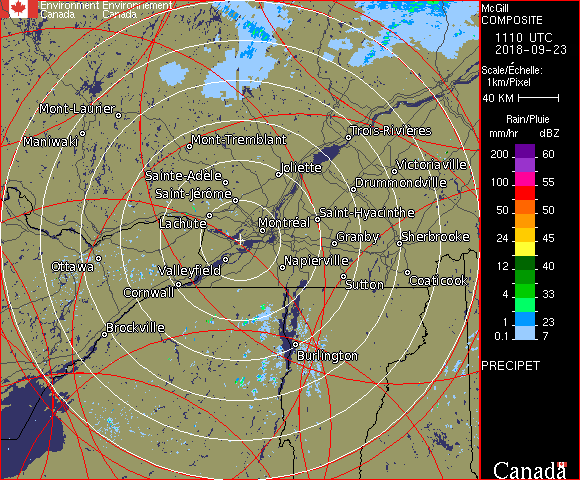 Environment Environnement
Canada Canada
McGill
COMPOSITE
1110 UTC
2018-09-23
Scale/Échelle:
1km/Pixel
40 KM
Rain/Pluie
mm/hr dBZ
200 60
150 57
100 55
50 50
24 45
12 40
4 33
1 23
0.1 7
PRECIPET
Canada
Mont-Laurier
Maniwaki
Mont-Tremblant
Trois-Rivières
Joliette
Victoriaville
Sainte-Adèle
Drummondville
Saint-Jérôme
Saint-Hyacinthe
Lachute
Montréal
Granby
Sherbrooke
Ottawa
Valleyfield
Napierville
Cornwall
Sutton
Coaticook
Brockville
Burlington